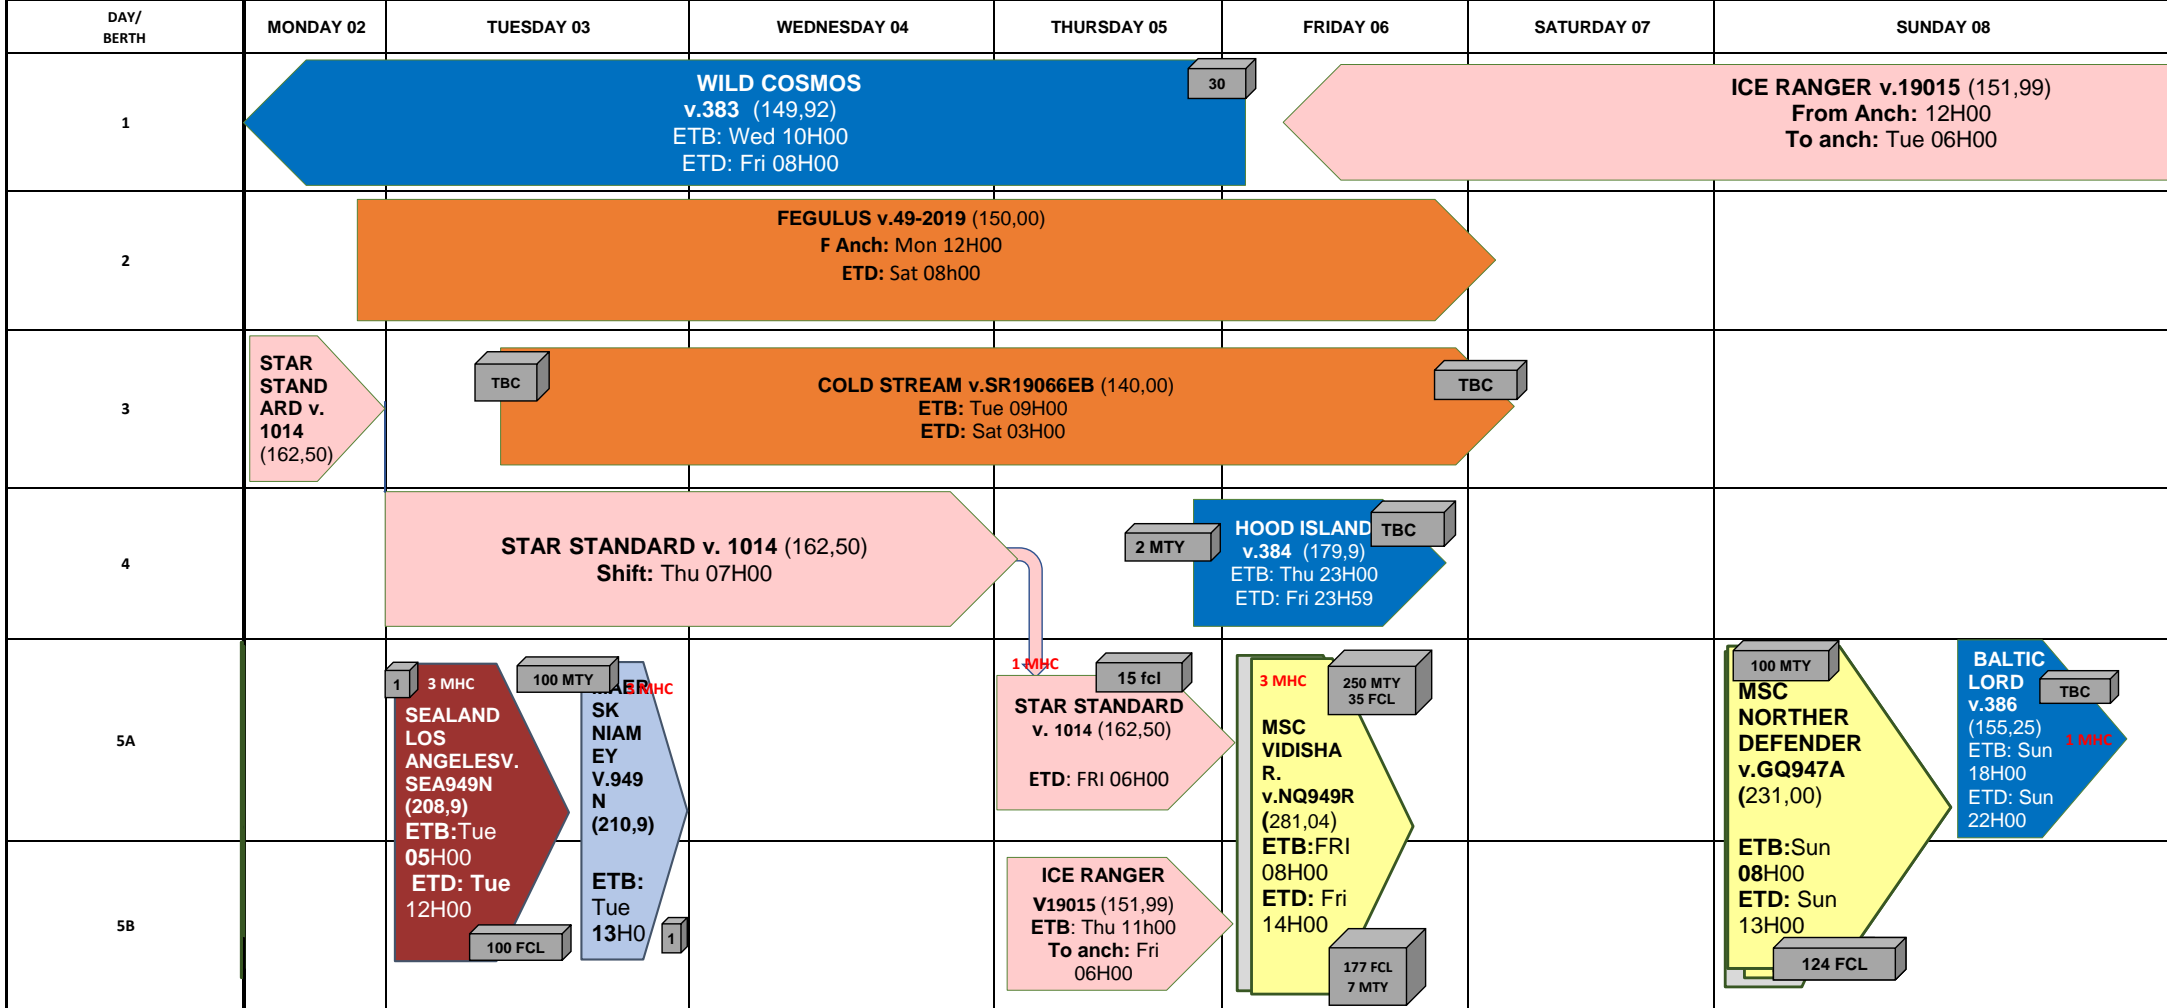 DAY/
BERTH
MONDAY 02
TUESDAY 03
WEDNESDAY 04
THURSDAY 05
FRIDAY 06
SATURDAY 07
SUNDAY 08
1
WILD COSMOS
v.383 (149,92)
ETB: Wed 10H00
ETD: Fri 08H00
30
ICE RANGER v.19015 (151,99)
From Anch: 12H00
To anch: Tue 06H00
2
FEGULUS v.49-2019 (150,00)
F Anch: Mon 12H00
ETD: Sat 08h00
3
STAR
STAND
ARD v.
1014
(162,50)
TBC
COLD STREAM v.SR19066EB (140,00)
ETB: Tue 09H00
ETD: Sat 03H00
TBC
4
STAR STANDARD v. 1014 (162,50)
Shift: Thu 07H00
2 MTY
HOOD ISLAND
v.384 (179,9)
ETB: Thu 23H00
ETD: Fri 23H59
TBC
5A
5B
1
3 MHC
SEALAND
LOS
ANGELESV.
SEA949N
(208,9)
ETB:Tue
05H00
ETD: Tue
12H00
100 FCL
100 MTY
MAER
SK
NIAM
EY
V.949
N
(210,9)
ETB:
Tue
13H0
MHC
1
1 MHC
15 fcl
STAR STANDARD
v. 1014 (162,50)
ETD: FRI 06H00
ICE RANGER
V19015 (151,99)
ETB: Thu 11h00
To anch: Fri
06H00
3 MHC
250 MTY
35 FCL
MSC
VIDISHA
R.
v.NQ949R
(281,04)
ETB:FRI
08H00
ETD: Fri
14H00
177 FCL
7 MTY
100 MTY
MSC
NORTHER
DEFENDER
v.GQ947A
(231,00)
ETB:Sun
08H00
ETD: Sun
13H00
124 FCL
BALTIC
LORD
v.386
(155,25)
ETB: Sun
18H00
ETD: Sun
22H00
TBC
1 MHC